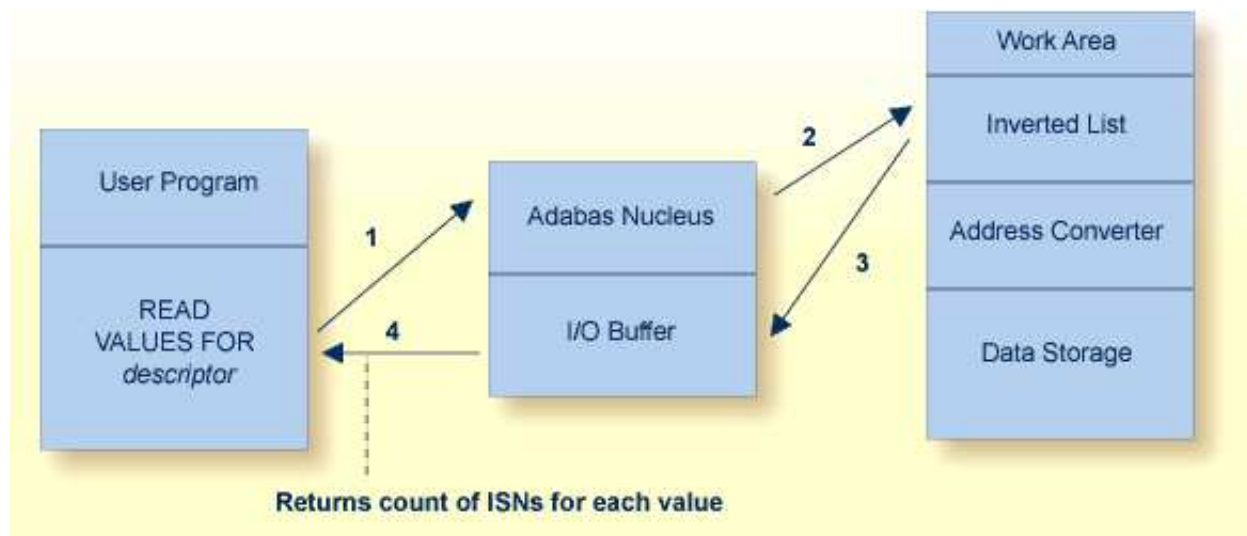 User Program
READ
VALUES FOR
descriptor
1
4
Returns count of ISNs for each value
Adabas Nucleus
I/O Buffer
2
3
Work Area
Inverted List
Address Converter
Data Storage